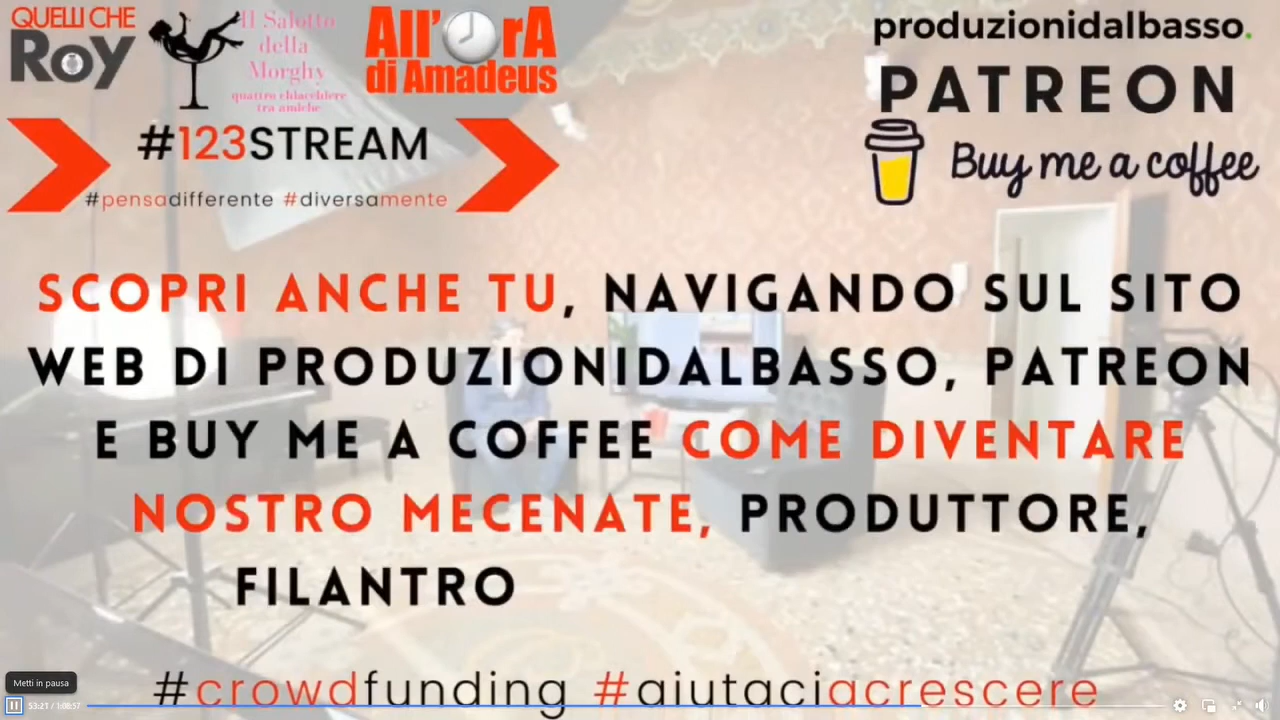 QUELLI CHE
ROY
Il Salotto
della
Morghy
quattro chiacchiere
tra amiche
All'OrA
di Amadeus
#123STREAM
#pensadifferente #diversamente
produzionidalbasso.
PATREON
Buy me a coffee
SCOPRI ANCHE TU, NAVIGANDO SUL SITO
WEB DI PRODUZIONIDALBASSO, PATREON
E BUY ME A COFFEE COME DIVENTARE
NOSTRO MECENATE, PRODUTTORE,
FILANTRO
#crowdfunding #aiutaciacrescere
Metti in pausa
53:21 / 1:08:57